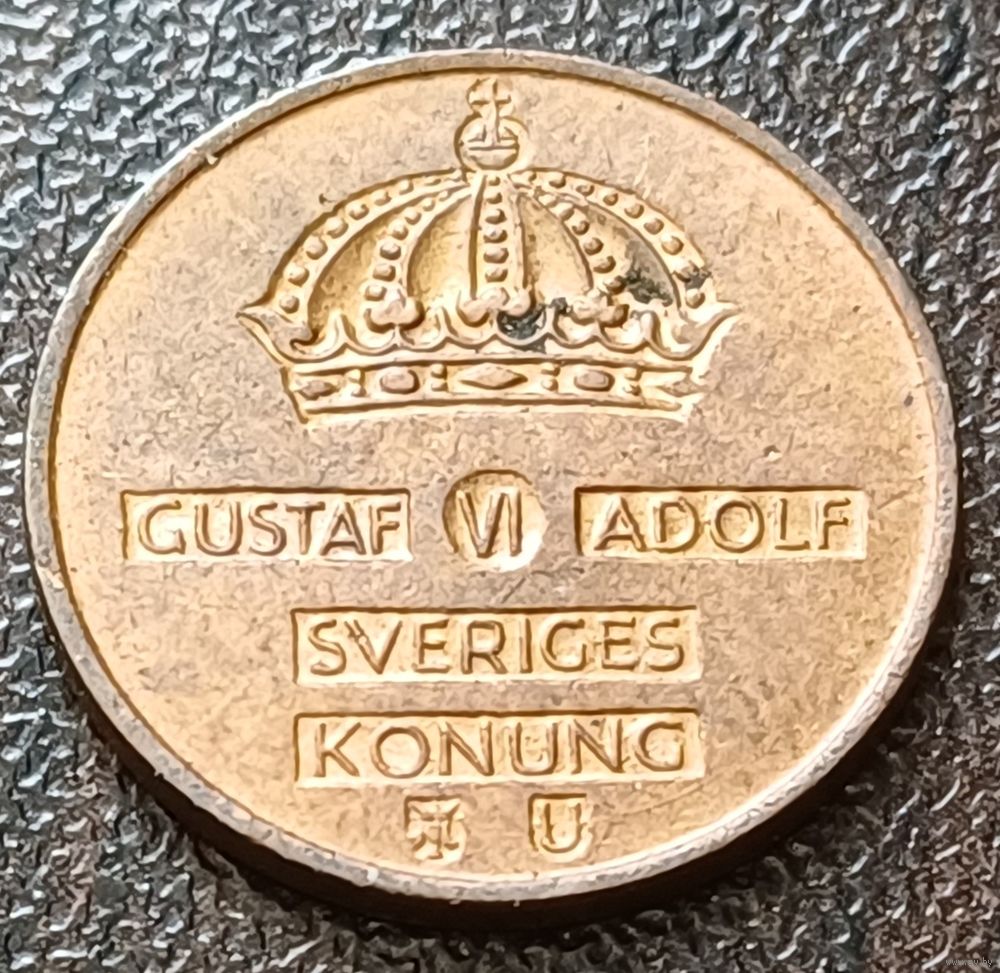 GUSTAF VI ADOLF
SVERIGES
KONUNG
U